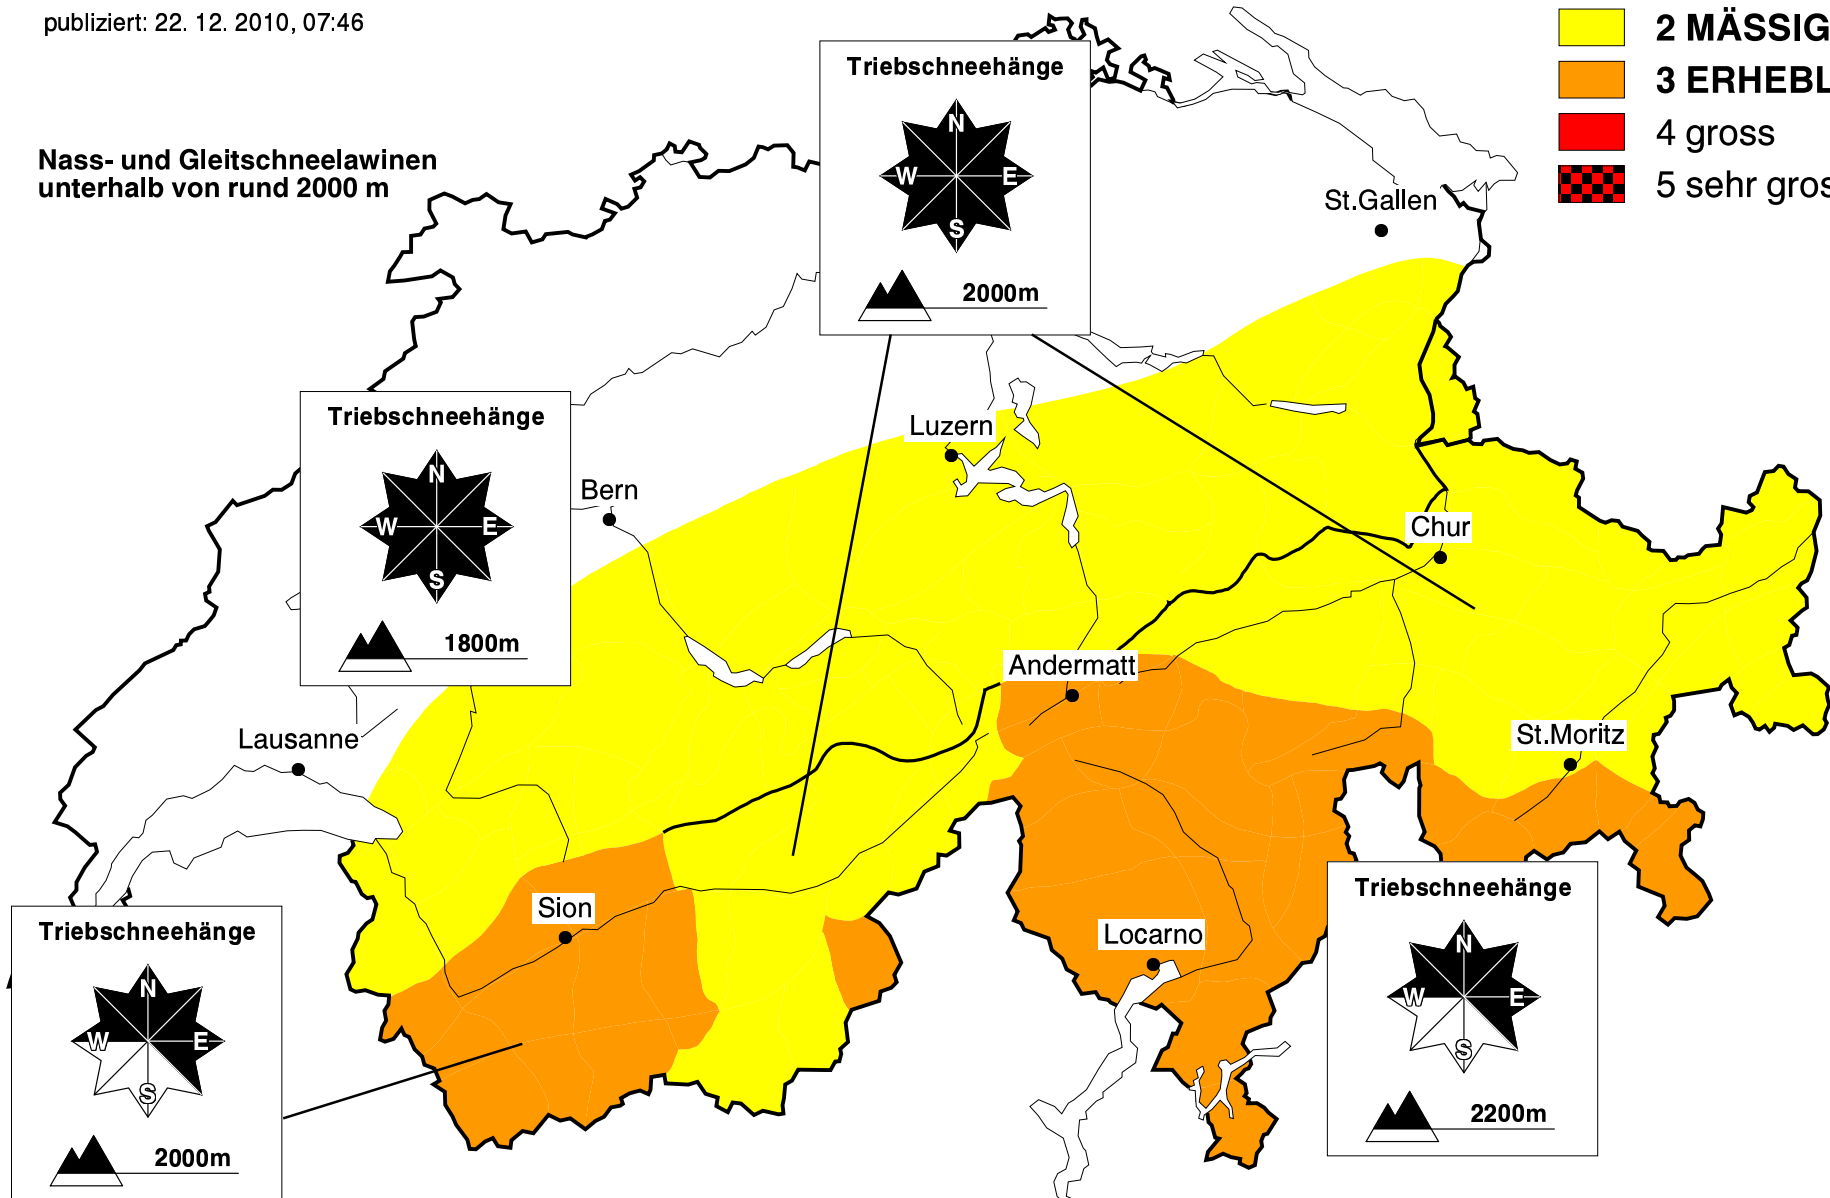 publiziert: 22. 12. 2010, 07:46
Nass- und Gleitschneelawinen
unterhalb von rund 2000 m
2 MÄSSIG
3 ERHEBL
4 gross
5 sehr gros
Triebschneehänge
N
W E
S
2000m
St.Gallen
Triebschneehänge
N
W E
S
1800m
Luzern
Bern
Chur
Andermatt
Lausanne
St.Moritz
Sion
Locarno
Triebschneehänge
N
W E
S
2000m
Triebschneehänge
N
W E
S
2200m